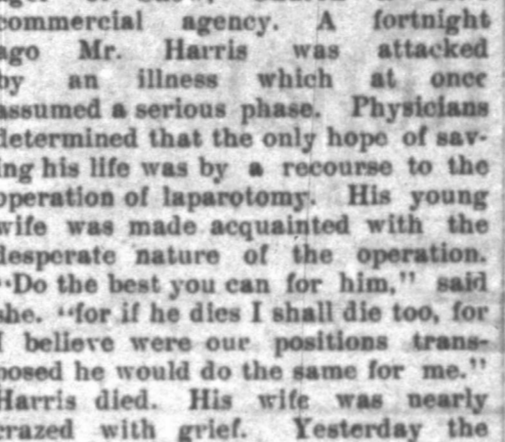 commercial agency. A fortnight
ago Mr. Harris was attacked
by an illness which at once
assumed a serious phase. Physicians
determined that the only hope of sav-
ing his life was by a recourse to the
operation of laparotomy. His young
wife was made acquainted with the
desperate nature of the operation.
"Do the best you can for him," said
she. "for if he dies I shall die too, for
I believe were our positions trans-
posed he would do the same for me."
Harris died. His wife was nearly
crazed with grief. Yesterday the